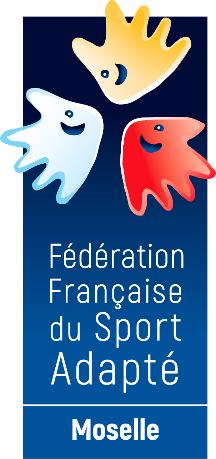 Fédération
Française
du Sport
Adapté
Moselle